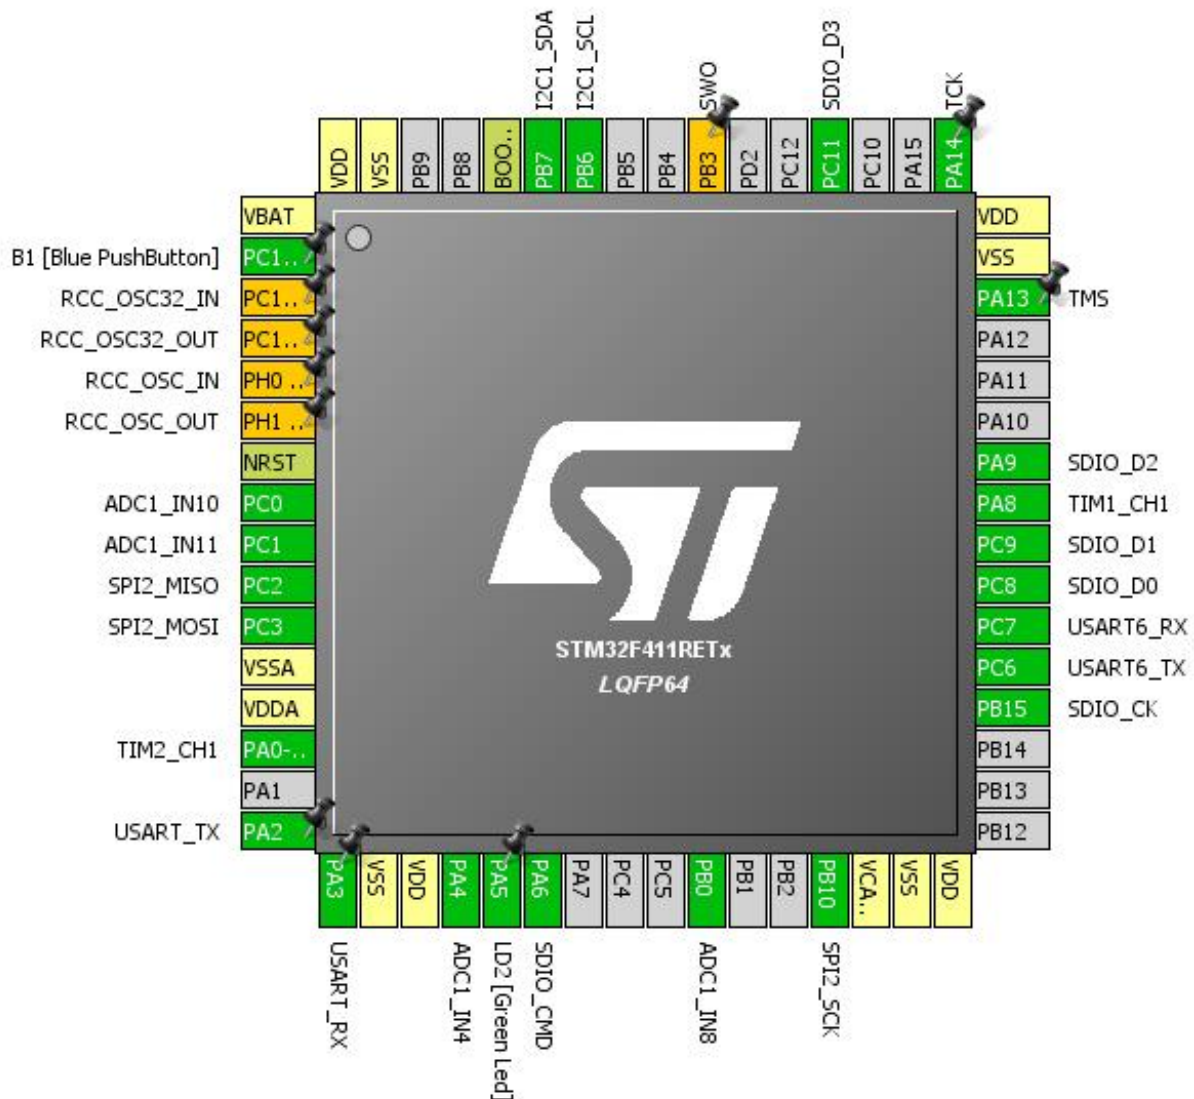 I2C1_SDA
I2C1_SCL
SWO
SDIO_D3
TCK
VDD
VSS
PB9
PB8
BOO..
PB7
PB6
PB5
PB4
PB3
PD2
PC12
PC11
PC10
PA15
PA14
VBAT
B1 [Blue PushButton] PC1..
RCC_OSC32_IN PC1..
RCC_OSC32_OUT PC1..
RCC_OSC_IN PH0 ..
RCC_OSC_OUT PH1 ..
NRST
ADC1_IN10 PC0
ADC1_IN11 PC1
SPI2_MISO PC2
SPI2_MOSI PC3
VSSA
VDDA
TIM2_CH1 PA0-..
PA1
USART_TX PA2
ST
STM32F411RETx
LQFP64
VDD
VSS
PA13 TMS
PA12
PA11
PA10
PA9 SDIO_D2
PA8 TIM1_CH1
PC9 SDIO_D1
PC8 SDIO_D0
PC7 USART6_RX
PC6 USART6_TX
PB15 SDIO_CK
PB14
PB13
PB12
PA3
VSS
VDD
PA4
PA5
PA6
PA7
PC4
PC5
PB0
PB1
PB2
PB10
VCA..
VSS
VDD
USART_RX
ADC1_IN4
LD2 [Green Led]
SDIO_CMD
ADC1_IN8
SPI2_SCK